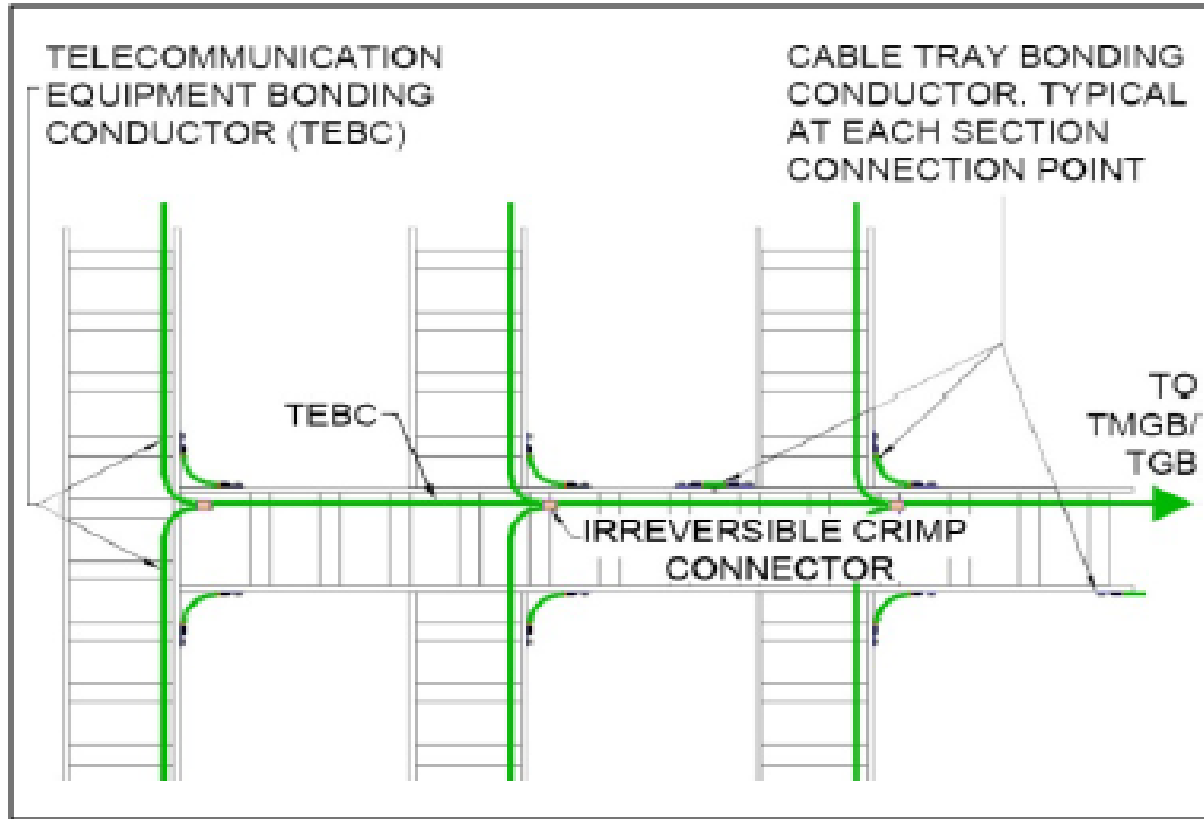 TELECOMMUNICATION
EQUIPMENT BONDING
CONDUCTOR (TEBC)
CABLE TRAY BONDING
CONDUCTOR. TYPICAL
AT EACH SECTION
CONNECTION POINT
TEBC
TO
TMGB/
TGB
IRREVERSIBLE CRIMP
CONNECTOR